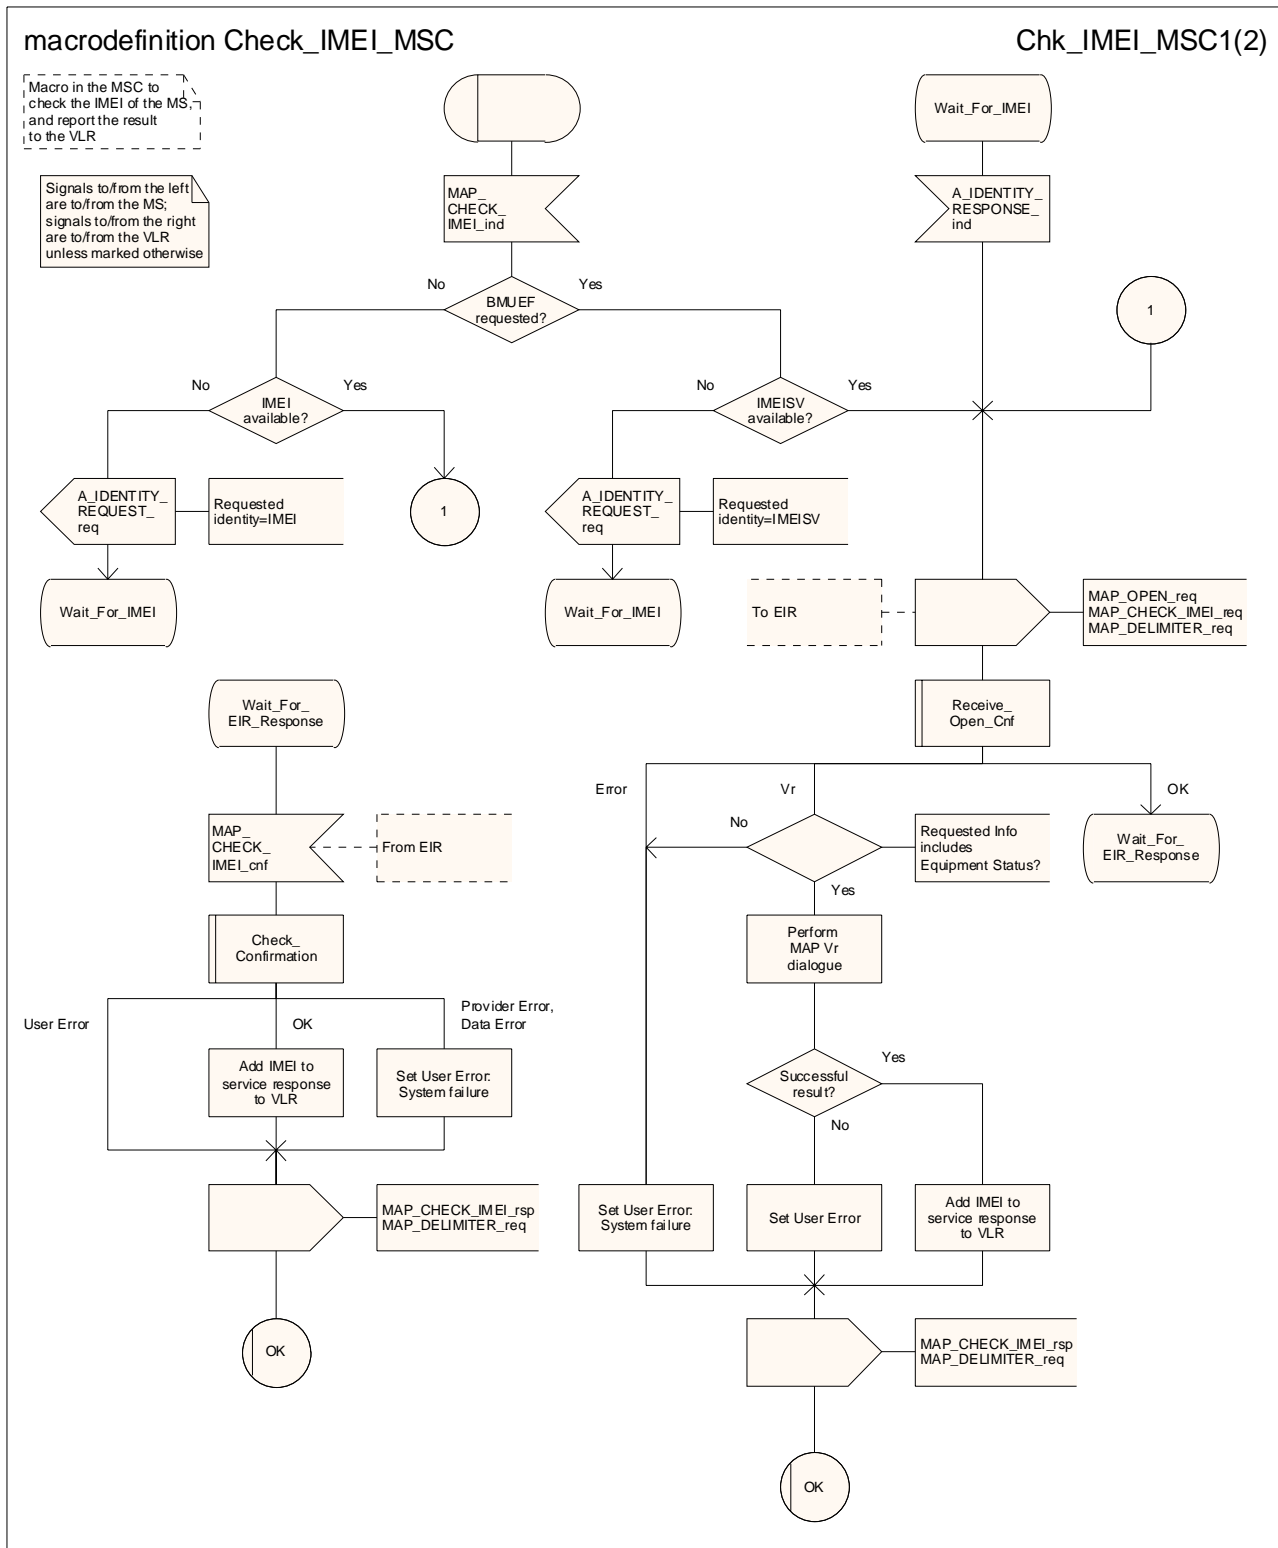 macrodefinition Check_IMEI_MSC
Chk_IMEI_MSC1(2)
Macro in the MSC to
check the IMEI of the MS,
and report the result
to the VLR
Signals to/from the left
are to/from the MS;
signals to/from the right
are to/from the VLR
unless marked otherwise
MAP_
CHECK_
IMEI_ind
Wait_For_IMEI
A_IDENTITY_
RESPONSE_
ind
No
BMUEF
requested?
Yes
1
No
IMEI
available?
Yes
No
IMEISV
available?
Yes
A_IDENTITY_
REQUEST_
req
Requested
identity=IMEI
1
A_IDENTITY_
REQUEST_
req
Requested
identity=IMEISV
Wait_For_IMEI
Wait_For_IMEI
To EIR
MAP_OPEN_req
MAP_CHECK_IMEI_req
MAP_DELIMITER_req
Receive_
Open_Cnf
Error
Vr
OK
No
Requested Info
includes
Equipment Status?
Wait_For_
EIR_Response
Yes
Perform
MAP Vr
dialogue
Successful
result?
Yes
No
Set User Error:
System failure
Set User Error
Add IMEI to
service response
to VLR
MAP_CHECK_IMEI_rsp
MAP_DELIMITER_req
OK
Wait_For_
EIR_Response
MAP_
CHECK_
IMEI_cnf
From EIR
Check_
Confirmation
User Error
OK
Provider Error,
Data Error
Add IMEI to
service response
to VLR
Set User Error:
System failure
MAP_CHECK_IMEI_rsp
MAP_DELIMITER_req
OK